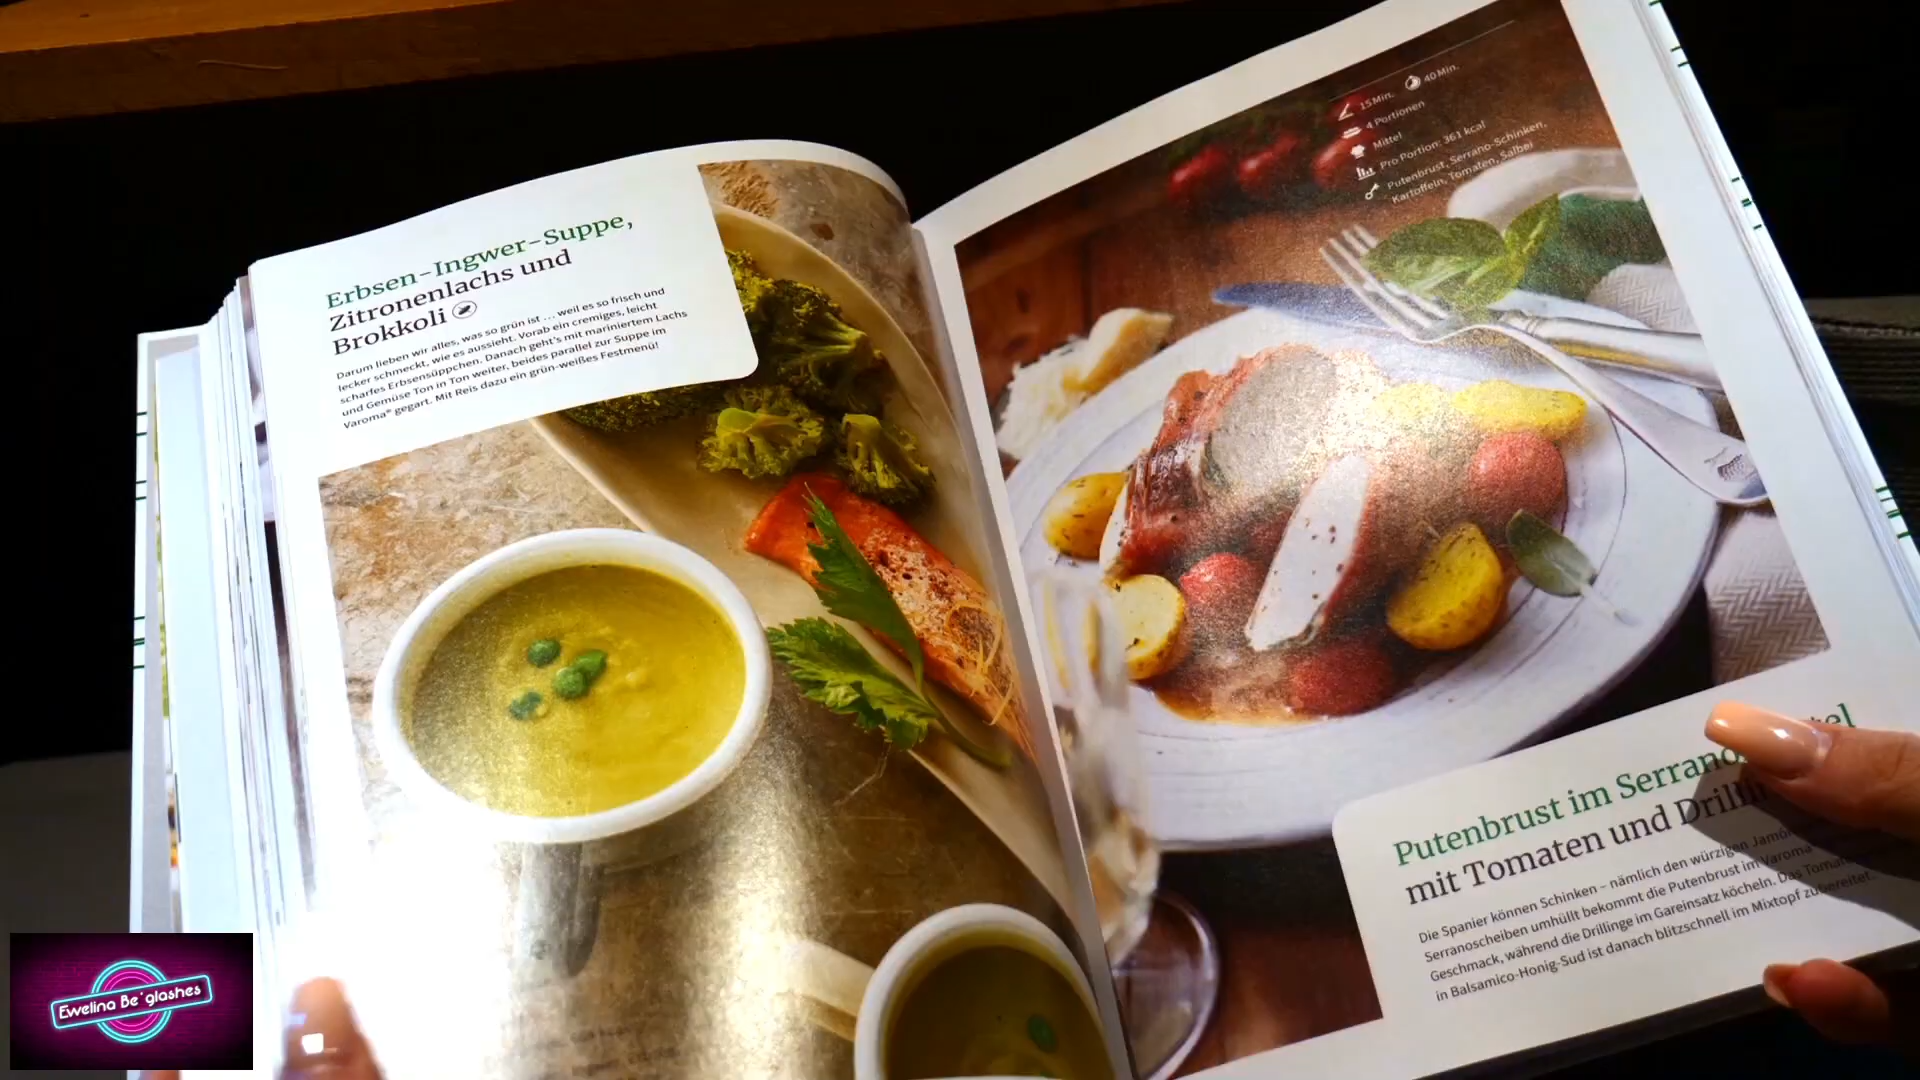 Erbsen-Ingwer-Suppe,
Zitronenlachs und
Brokkoli
Darum lieben wir alles, was so grün ist … weil es so frisch und
lecker schmeckt, wie es aussieht. Vorab ein cremiges, leicht
scharfes Erbsensüppchen. Danach geht's mit mariniertem Lachs
und Gemüse Ton in Ton weiter, beides parallel zur Suppe im
Varoma® gegart. Mit Reis dazu ein grün-weißes Festmenü!
15 Min. 40 Min.
4 Portionen
Mittel
Pro Portion: 361 kcal
Putenbrust, Serrano-Schinken,
Kartoffeln, Tomaten, Salbei
Putenbrust im Serrano
mit Tomaten und
Die Spanier können Schinken – nämlich den würzigen
Serranoscheiben umhüllt bekommt die Putenbrust im Varoma
Geschmack, während die Drillinge im Gareinsatz köcheln. Das
in Balsamico-Honig-Sud ist danach blitzschnell im Mixtopf zubereitet.
Ewelina Be'glashes